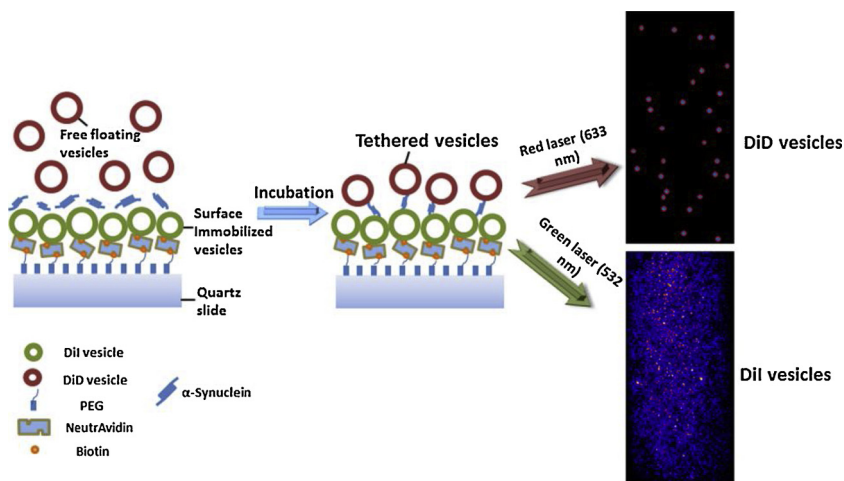 Free floating
vesicles
Surface
Immobilized
vesicles
Quartz
slide
Incubation
Tethered vesicles
Red laser (633
nm)
Green laser (532
nm)
DiD vesicles
DiI vesicles
DiI vesicle
DiD vesicle
PEG
NeutrAvidin
Biotin
α-Synuclein